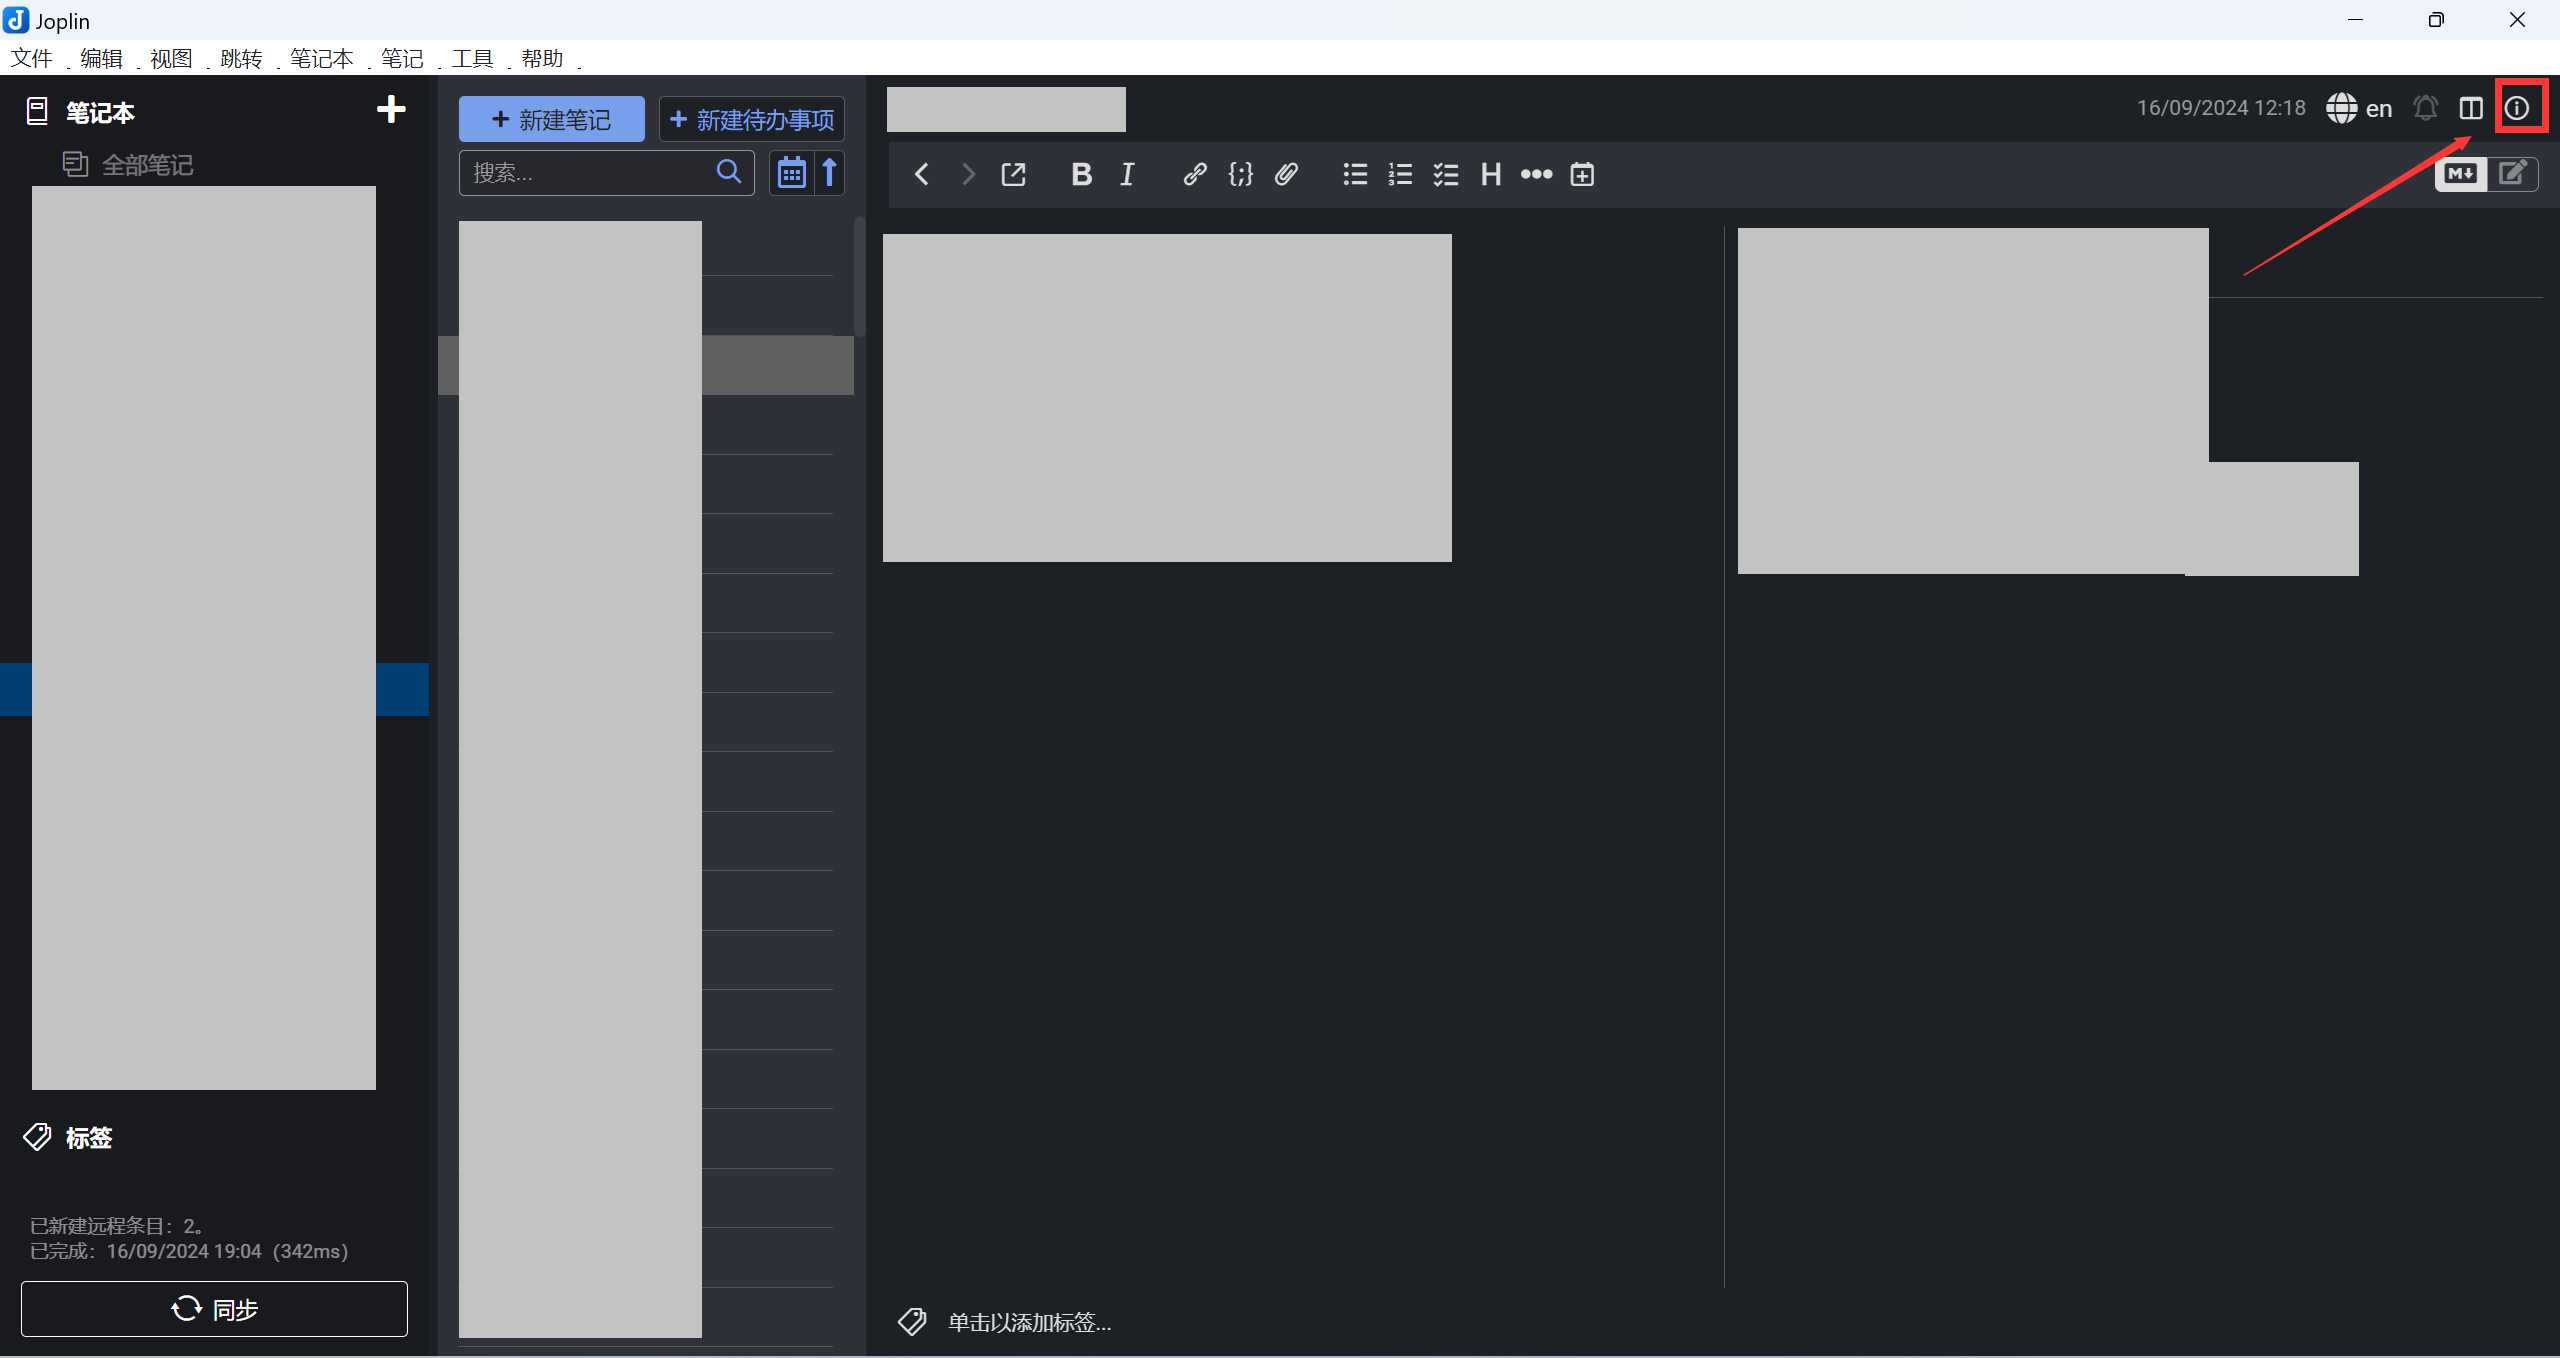 Joplin
文件 编辑 视图 跳转 笔记本 笔记 工具 帮助
笔记本
全部笔记
标签
已新建远程条目：2。
已完成：16/09/2024 19:04（342ms）
同步
新建笔记
新建待办事项
搜索...
16/09/2024 12:18
en
B I {;} H M
单击以添加标签...